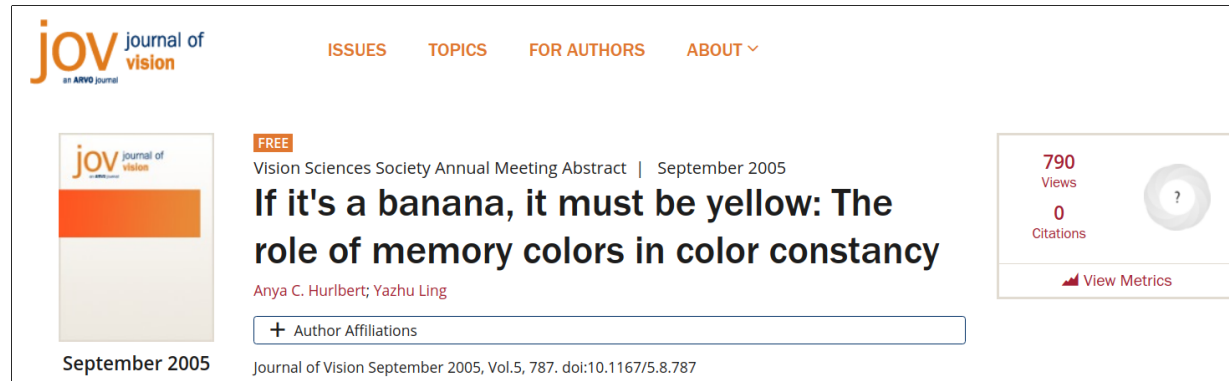 jov journal of
vision
an ARVO journal
ISSUES TOPICS FOR AUTHORS ABOUT
jov journal of
vision
an ARVO journal
September 2005
FREE
Vision Sciences Society Annual Meeting Abstract | September 2005
If it's a banana, it must be yellow: The
role of memory colors in color constancy
Anya C. Hurlbert; Yazhu Ling
+ Author Affiliations
Journal of Vision September 2005, Vol.5, 787. doi:10.1167/5.8.787
790
Views
0
Citations
?
View Metrics